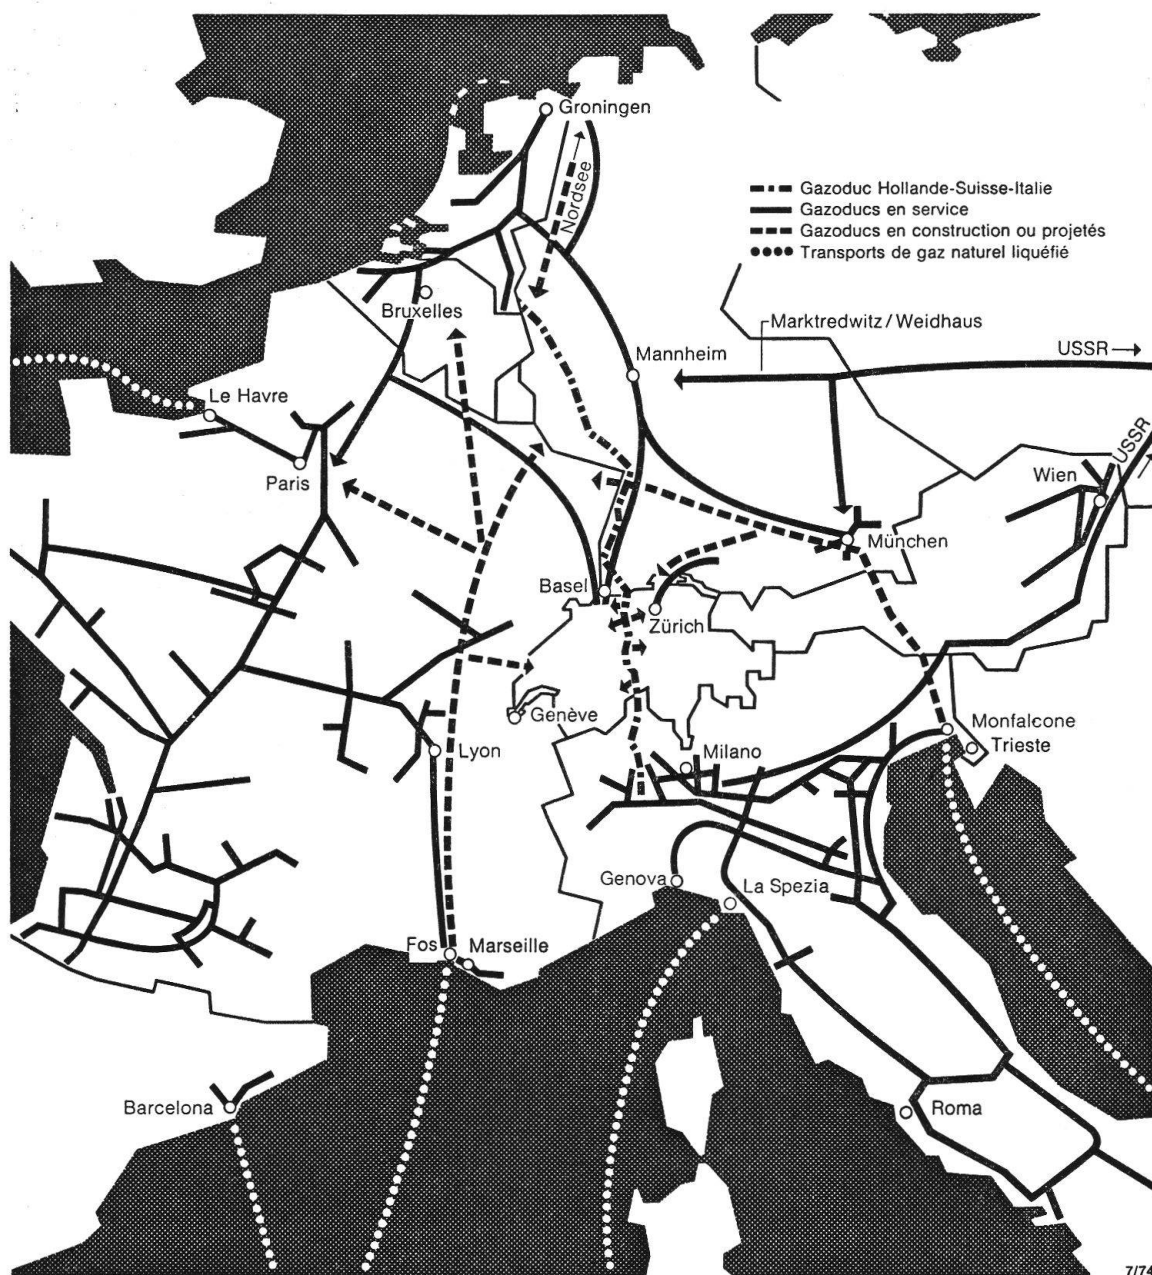 Groningen
Nordsee
Gazoduc Hollande-Suisse-Italie
Gazoducs en service
Gazoducs en construction ou projetés
Transports de gaz naturel liquéfié
Bruxelles
Marktredwitz/Weidhaus
USSR
Mannheim
Le Havre
Paris
USSR
Wien
München
Basel
Zürich
Genève
Monfalcone
Trieste
Lyon
Milano
Genova
La Spezia
Fos
Marseille
Barcelona
Roma
7/74